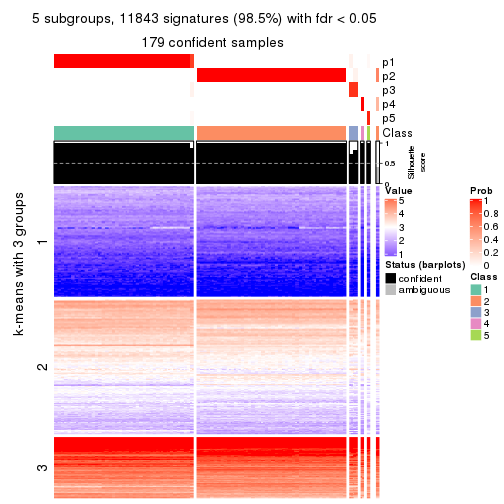 5 subgroups, 11843 signatures (98.5%) with fdr < 0.05
179 confident samples
p1
p2
p3
p4
p5
Class
1
0.5
0
Silhouette
score
k-means with 3 groups
1
2
3
Value
5
4
3
2
1
Status (barplots)
confident
ambiguous
Prob
1
0.8
0.6
0.4
0.2
0
Class
1
2
3
4
5